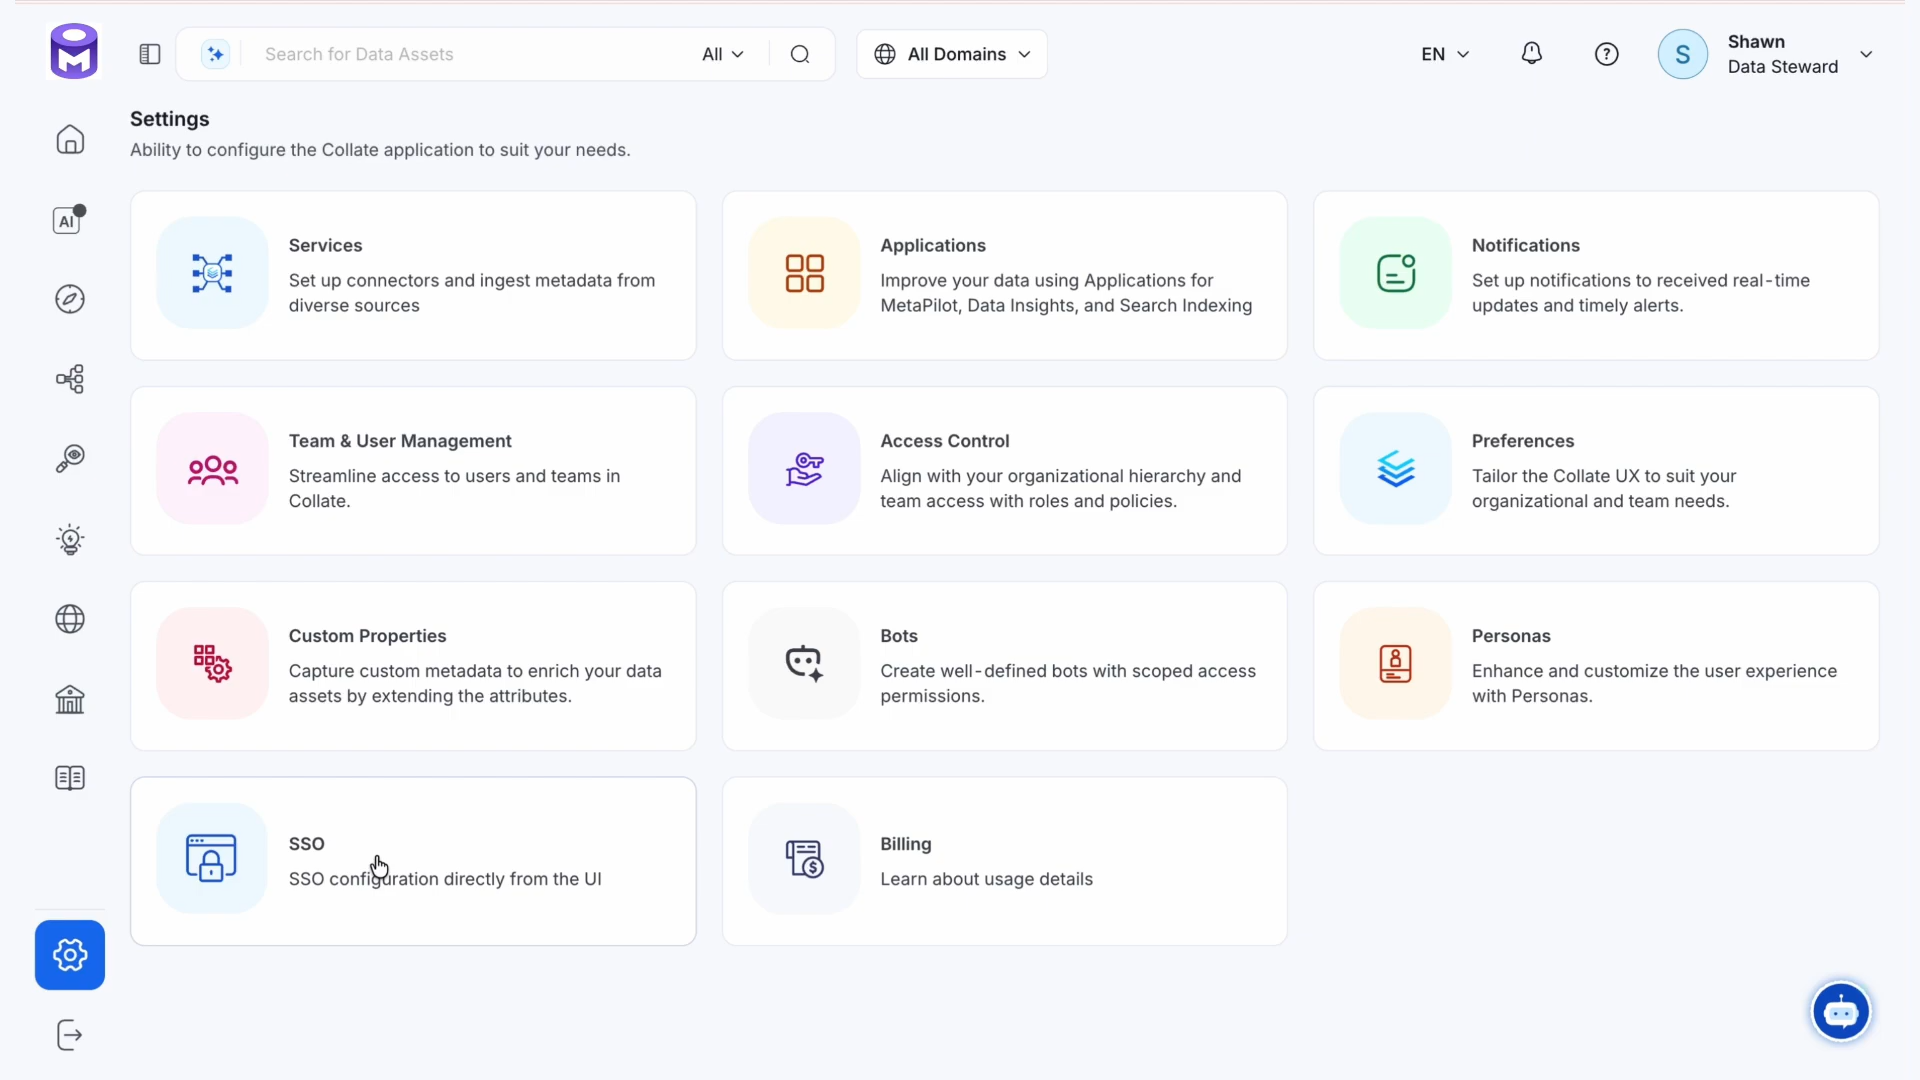 Search for Data Assets
All
All Domains
EN
S
Shawn
Data Steward
Settings
Ability to configure the Collate application to suit your needs.
AI
Services
Set up connectors and ingest metadata from
diverse sources
Applications
Improve your data using Applications for
MetaPilot, Data Insights, and Search Indexing
Notifications
Set up notifications to received real-time
updates and timely alerts.
Team & User Management
Streamline access to users and teams in
Collate.
Access Control
Align with your organizational hierarchy and
team access with roles and policies.
Preferences
Tailor the Collate UX to suit your
organizational and team needs.
Custom Properties
Capture custom metadata to enrich your data
assets by extending the attributes.
Bots
Create well-defined bots with scoped access
permissions.
Personas
Enhance and customize the user experience
with Personas.
SSO
SSO configuration directly from the UI
Billing
Learn about usage details